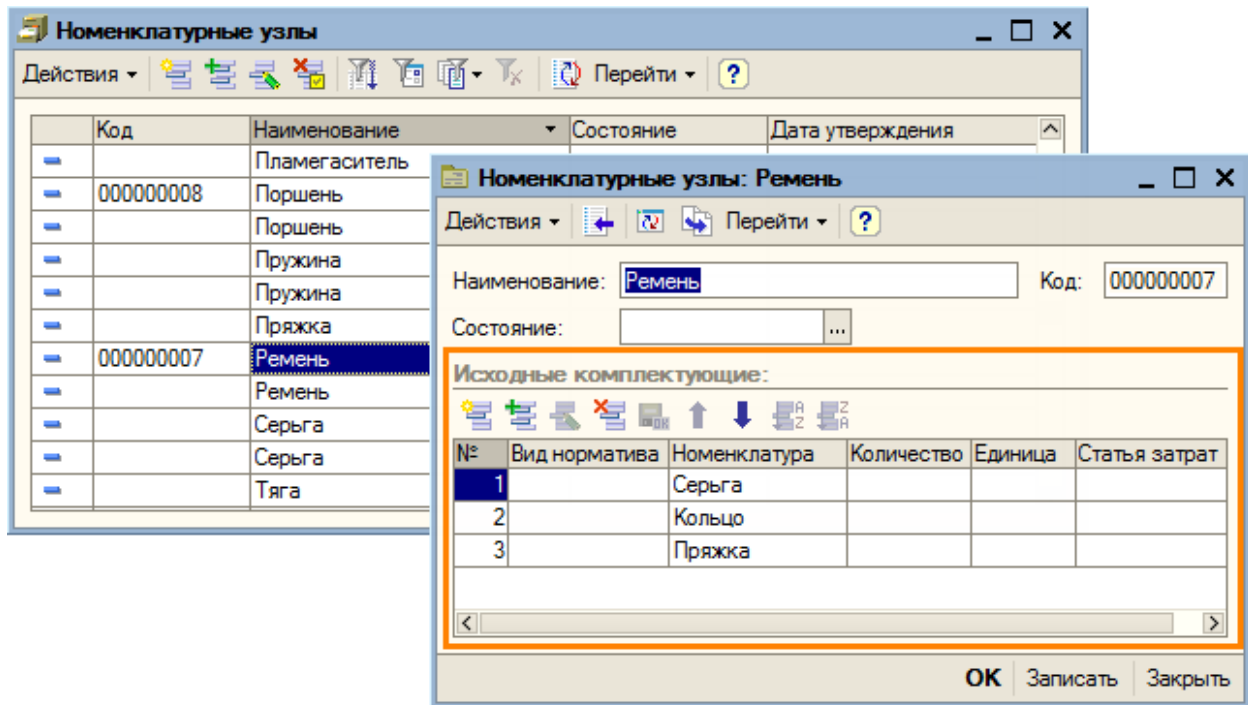 Номенклатурные узлы
Действия Перейти ?
Код Наименование Состояние Дата утверждения
Пламегаситель
000000008 Поршень
Поршень
Пружина
Пружина
Пряжка
000000007 Ремень
Ремень
Серьга
Серьга
Тяга
Номенклатурные узлы: Ремень
Действия Перейти ?
Наименование: Ремень Код: 000000007
Состояние: ...
Исходные комплектующие:
№ Вид норматива Номенклатура Количество Единица Статья затрат
1 Серьга
2 Кольцо
3 Пряжка
OK Записать Закрыть